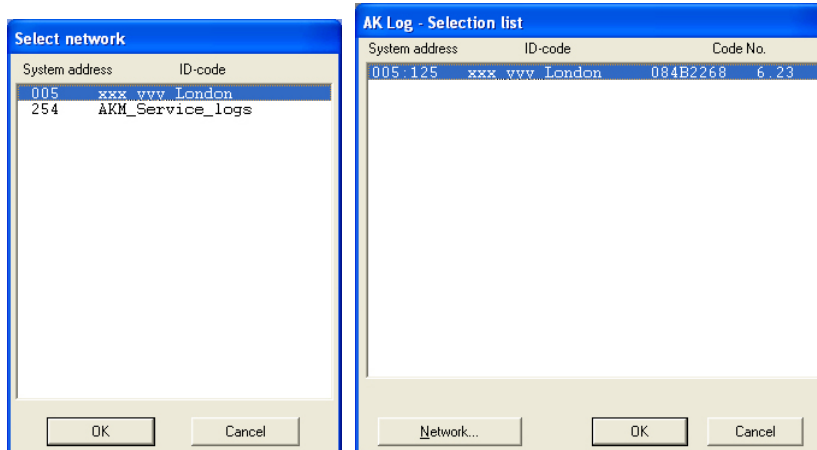 Select network
System address ID-code
005 xxx_yyy_London
254 AKM_Service_logs
OK Cancel
AK Log - Selection list
System address ID-code Code No.
005:125 xxx_yyy_London 084B2268 6.23
Network... OK Cancel